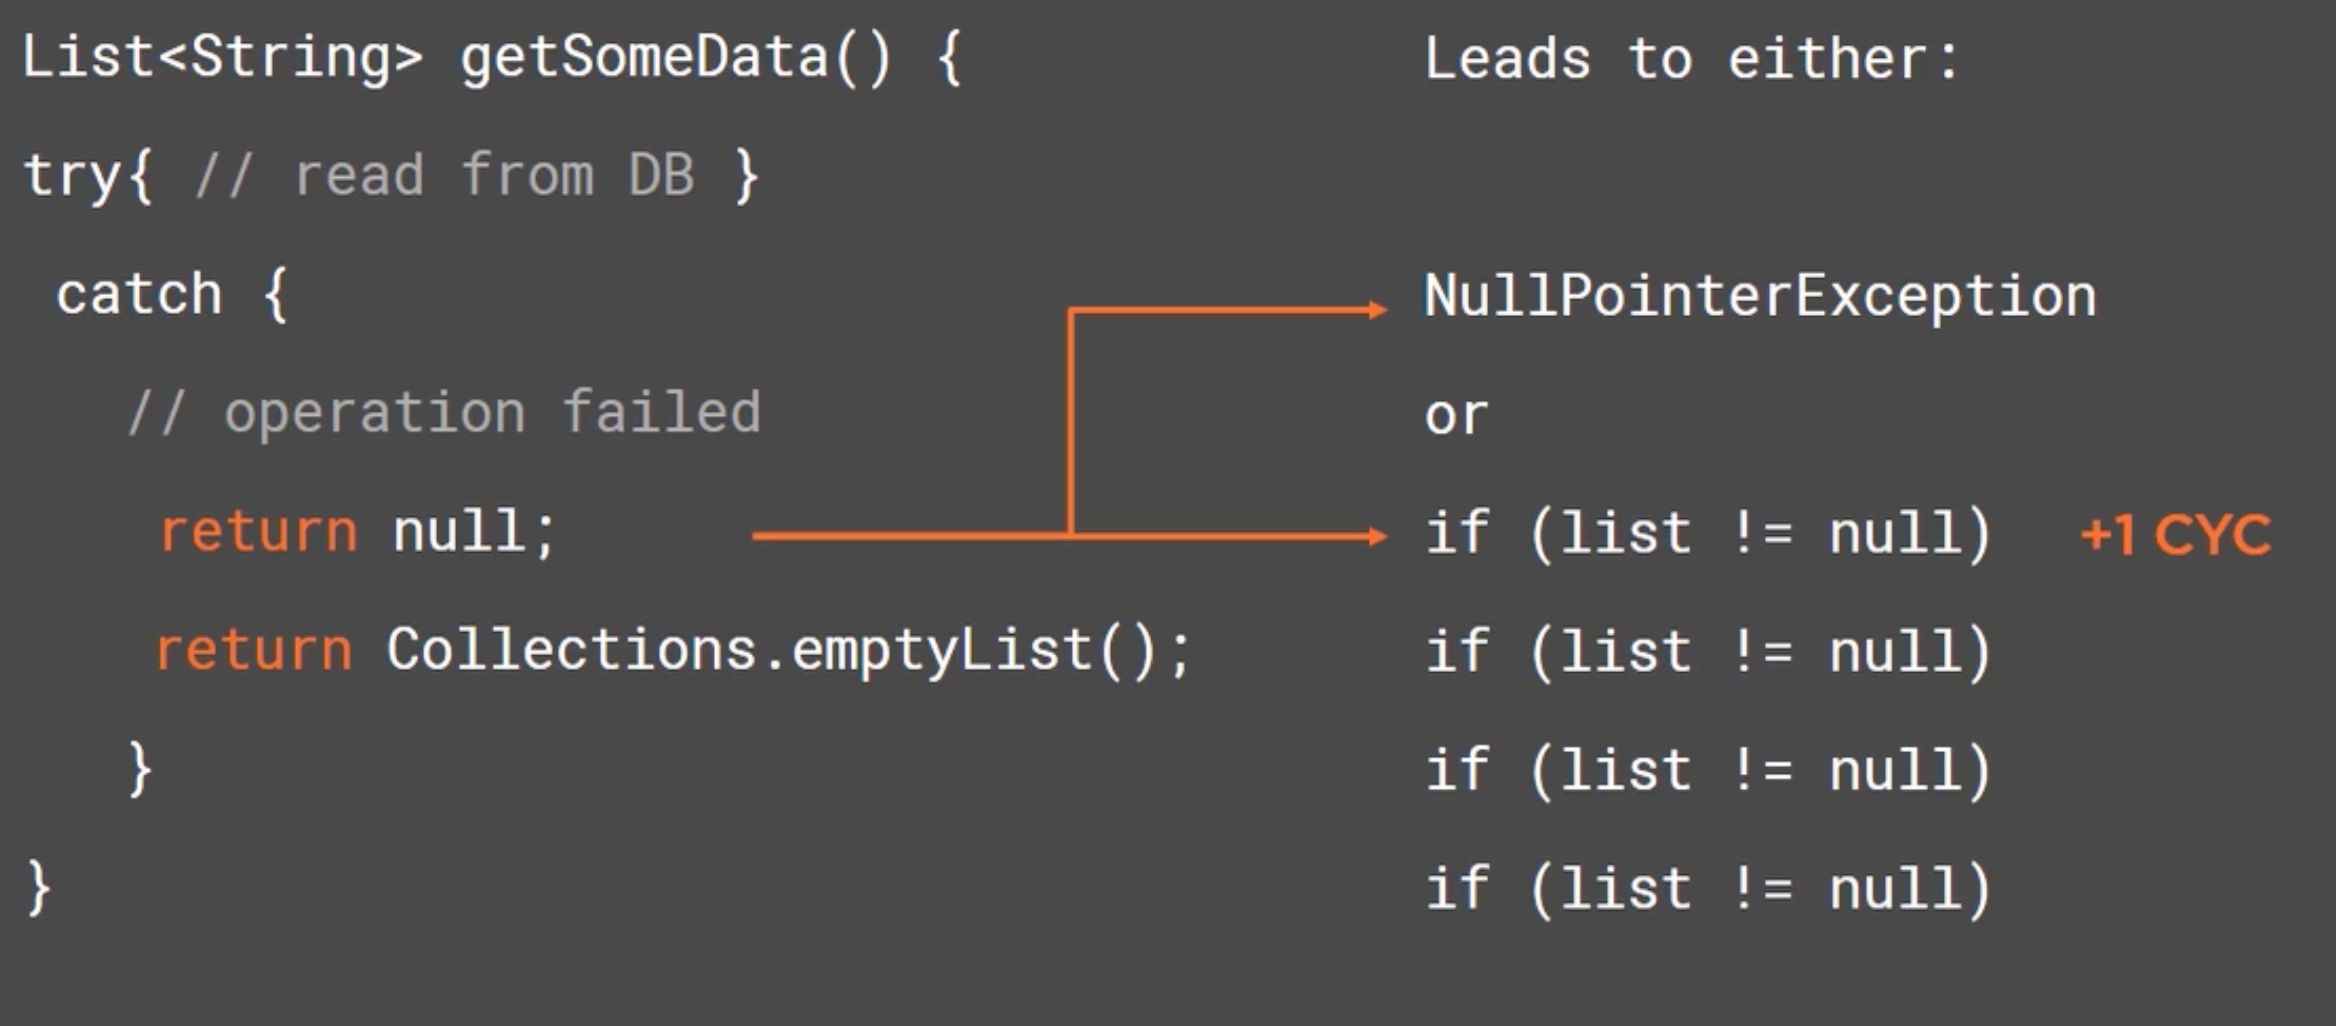 List<String> getSomeData() {
try{ // read from DB }
catch {
// operation failed
return null;
return Collections.emptyList();
}
}
Leads to either:
NullPointerException
or
if (list != null) +1 CYC
if (list != null)
if (list != null)
if (list != null)